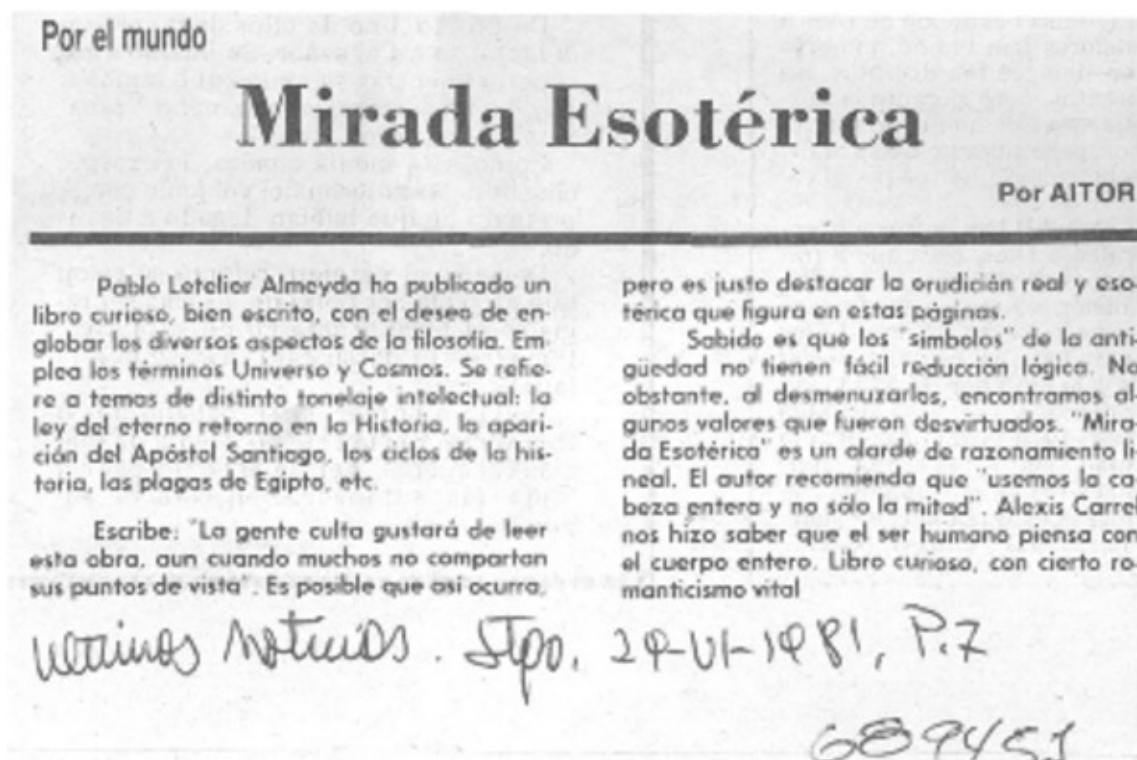 Por el mundo
Mirada Esotérica
Por AITOR
Pablo Letelier Almeyda ha publicado un
libro curioso, bien escrito, con el deseo de en-
globar los diversos aspectos de la filosofía. Em-
plea los términos Universo y Cosmos. Se refie-
re a temas de distinto tonelaje intelectual: la
ley del eterno retorno en la Historia, la apari-
ción del Apóstol Santiago, los ciclos de la his-
toria, las plagas de Egipto, etc.
Escribe: "La gente culta gustará de leer
esta obra, aun cuando muchos no compartan
sus puntos de vista". Es posible que así ocurra,
pero es justo destacar la erudición real y eso-
térica que figura en estas páginas.
Sabido es que los "símbolos" de la anti-
güedad no tienen fácil reducción lógica. No
obstante, al desmenuzarlos, encontramos al-
gunos valores que fueron desvirtuados. "Mira-
da Esotérica" es un alarde de razonamiento li-
neal. El autor recomienda que "usemos la ca-
beza entera y no sólo la mitad". Alexis Carrel
nos hizo saber que el ser humano piensa con
el cuerpo entero. Libro curioso, con cierto ro-
manticismo vital
Noticias. Stgo. 29-VI-1981, P.7